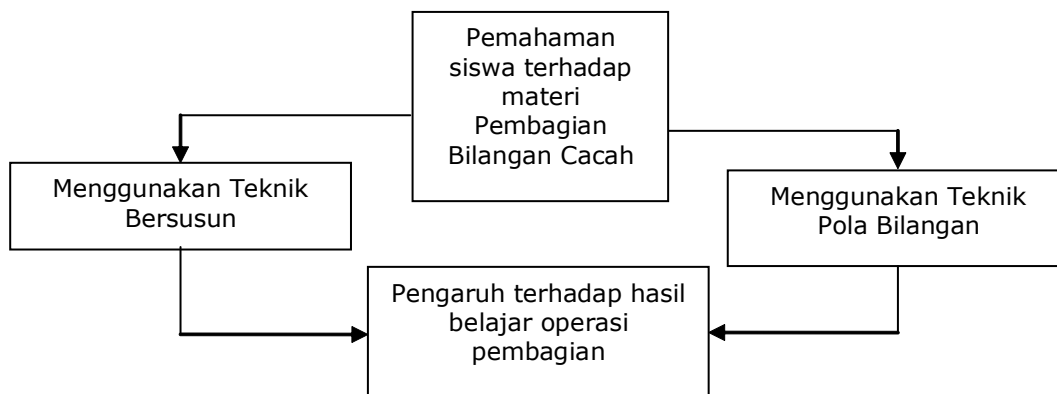 Pemahaman
siswa terhadap
materi
Pembagian
Bilangan Cacah
Menggunakan Teknik
Bersusun
Menggunakan Teknik
Pola Bilangan
Pengaruh terhadap hasil
belajar operasi
pembagian